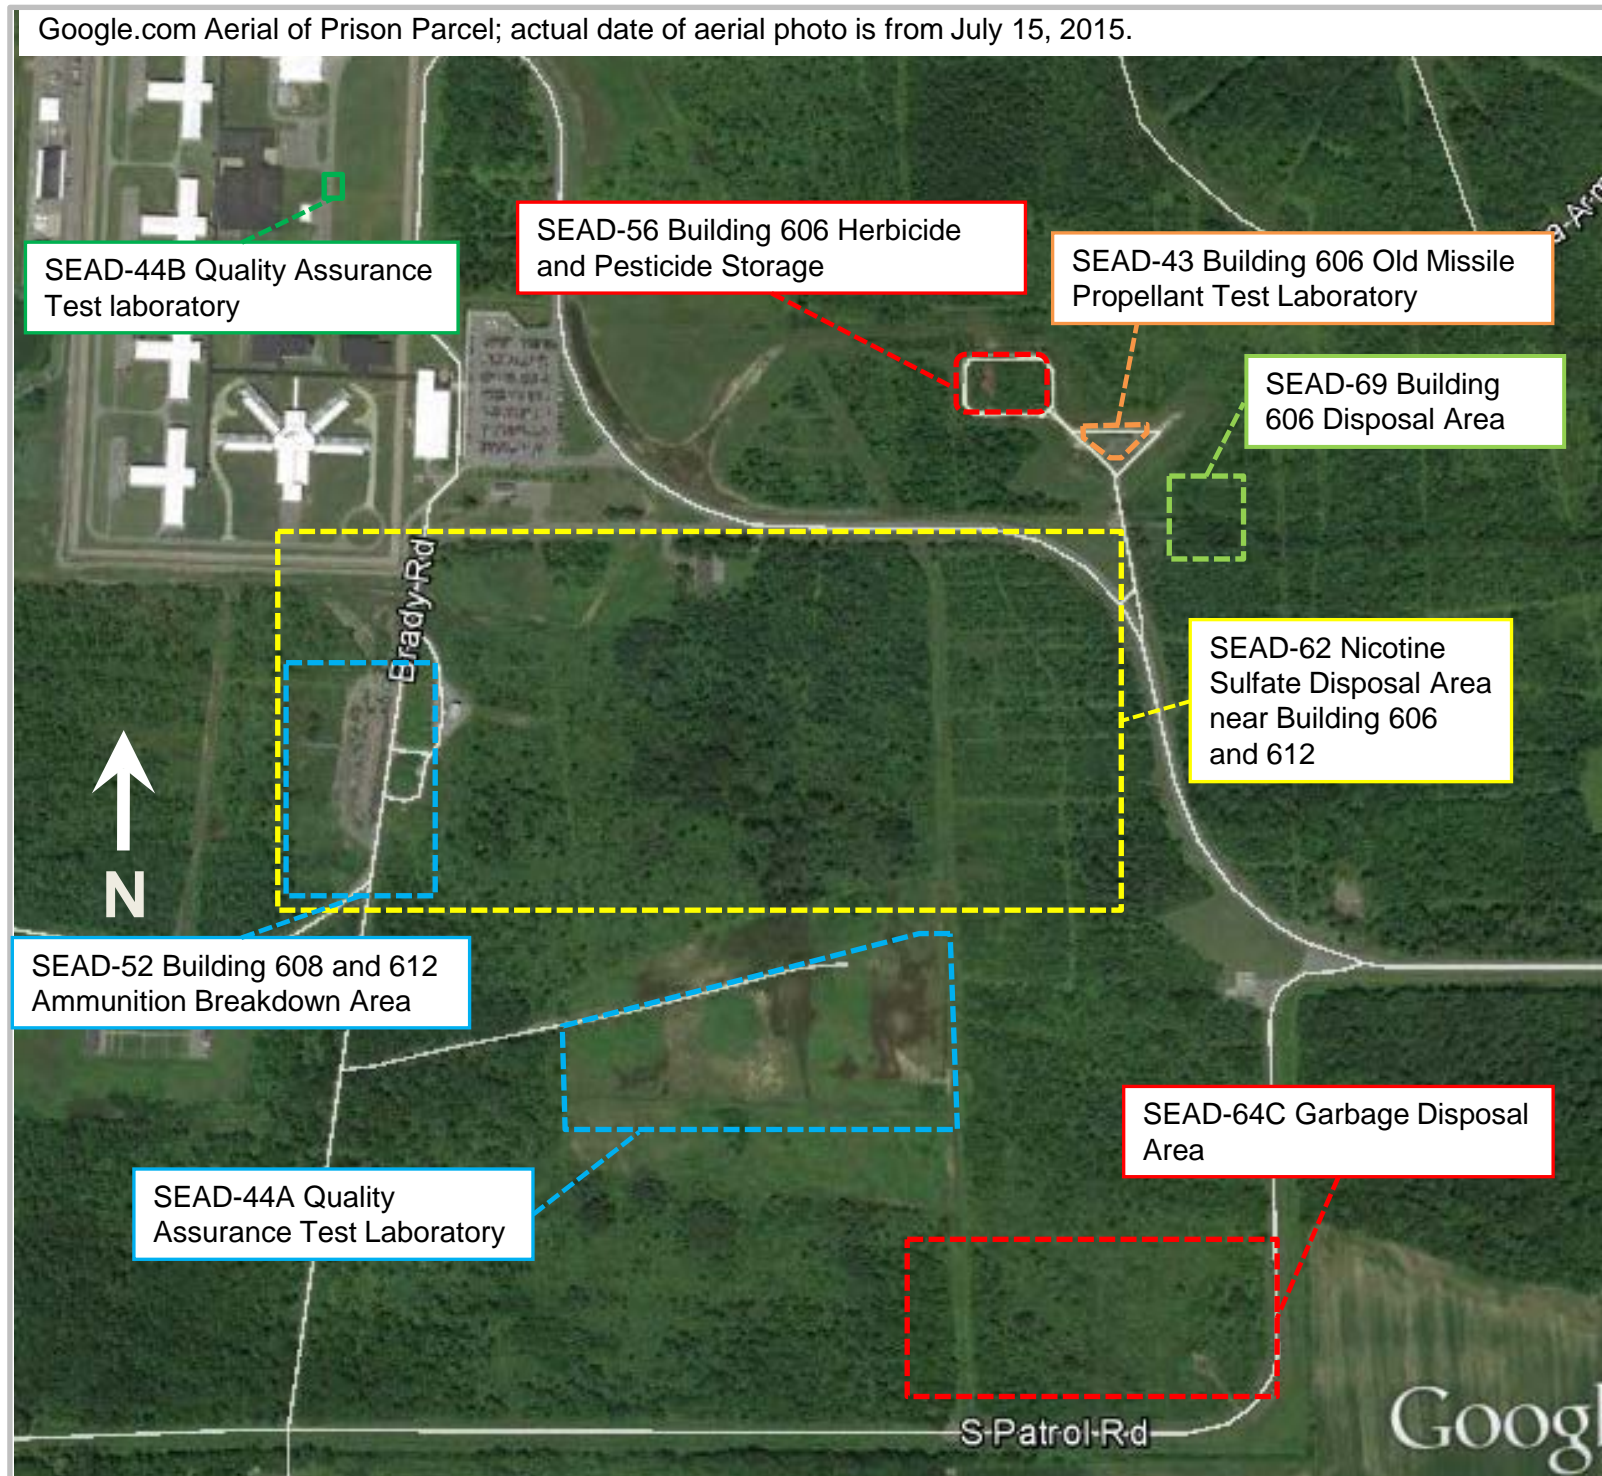 Google.com Aerial of Prison Parcel; actual date of aerial photo is from July 15, 2015.
SEAD-44B Quality Assurance
Test laboratory
SEAD-56 Building 606 Herbicide
and Pesticide Storage
SEAD-43 Building 606 Old Missile
Propellant Test Laboratory
SEAD-69 Building
606 Disposal Area
Brady Rd
SEAD-62 Nicotine
Sulfate Disposal Area
near Building 606
and 612
N
SEAD-52 Building 608 and 612
Ammunition Breakdown Area
SEAD-64C Garbage Disposal
Area
SEAD-44A Quality
Assurance Test Laboratory
S Patrol Rd
Googl